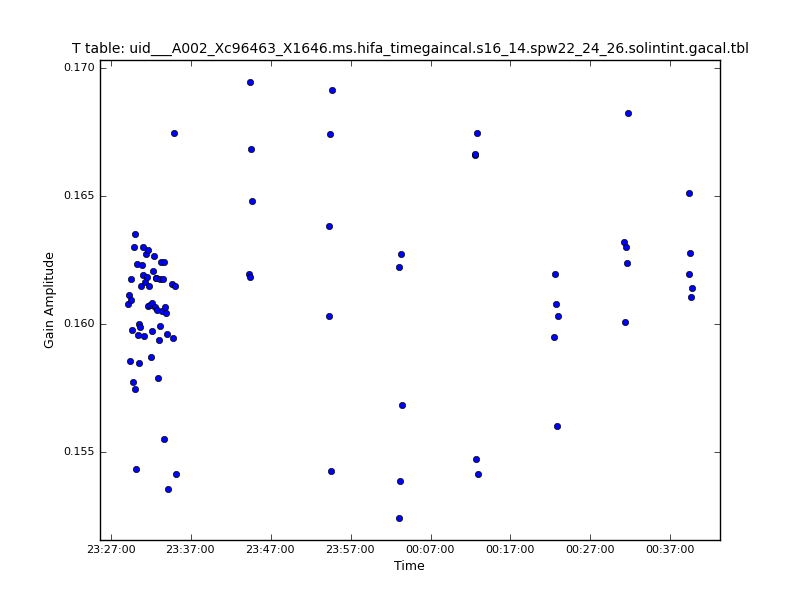 T table: uid___A002_Xc96463_X1646.ms.hifa_timegaincal.s16_14.spw22_24_26.solintint.gacal.tbl
0.170
0.165
0.160
0.155
Gain Amplitude
23:27:00 23:37:00 23:47:00 23:57:00 00:07:00 00:17:00 00:27:00 00:37:00
Time